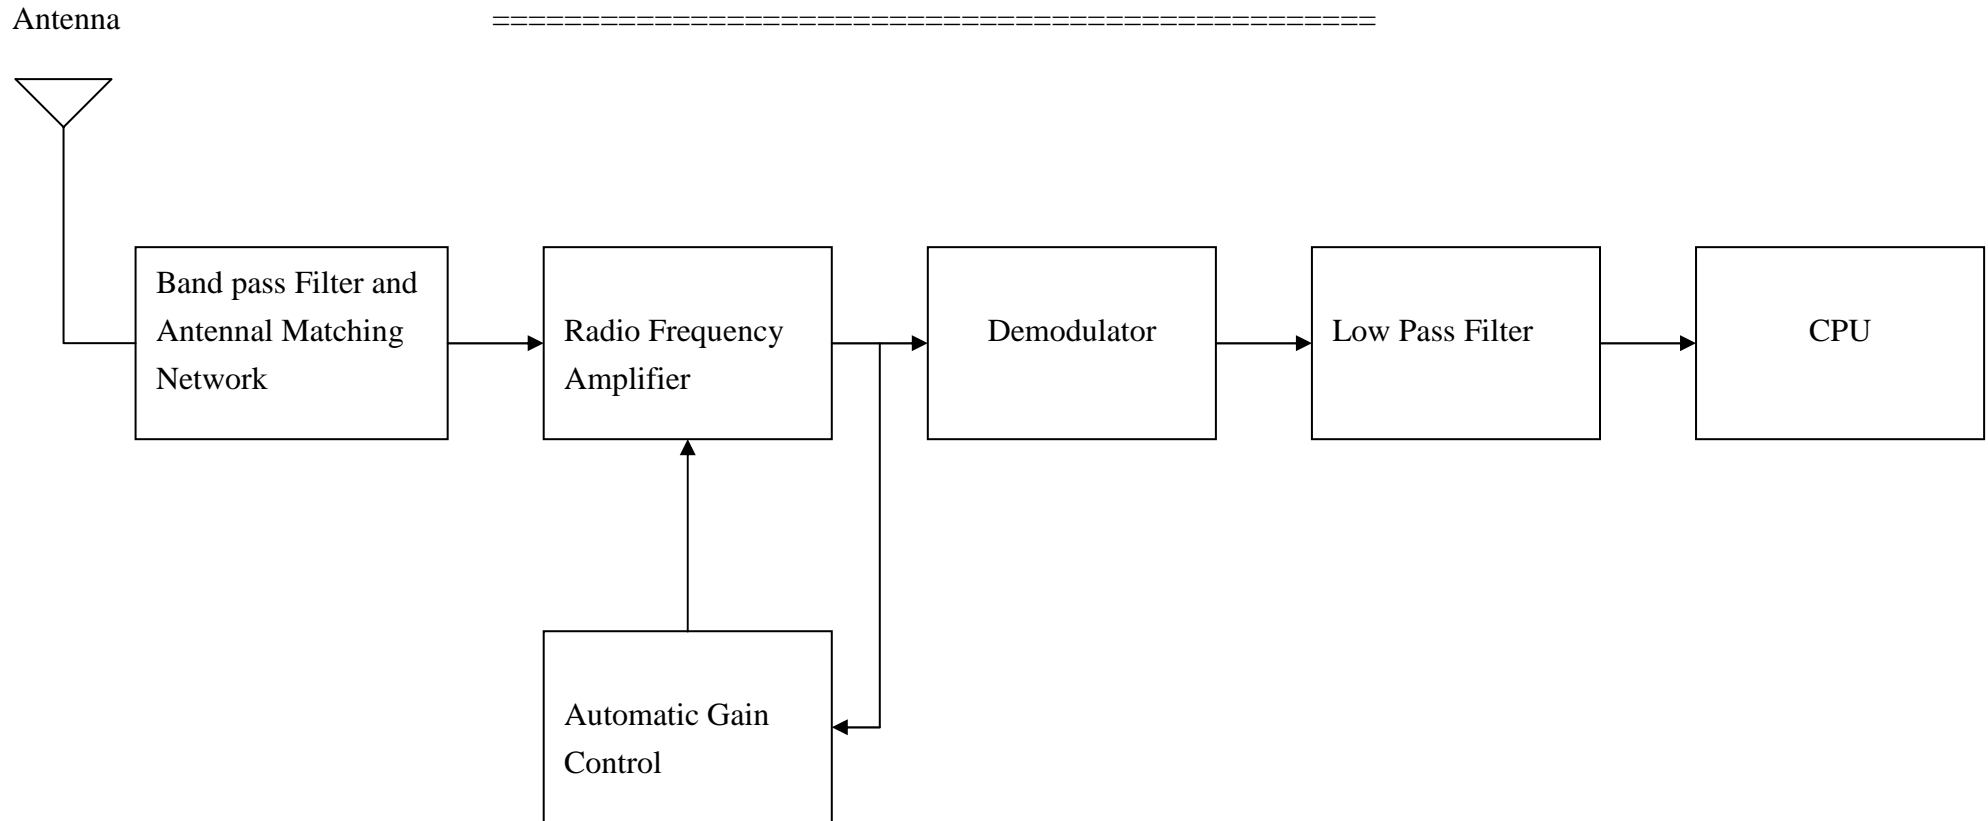 Antenna
=================================================
Band pass Filter and
Antennal Matching
Network
Radio Frequency
Amplifier
Demodulator
Low Pass Filter
CPU
Automatic Gain
Control